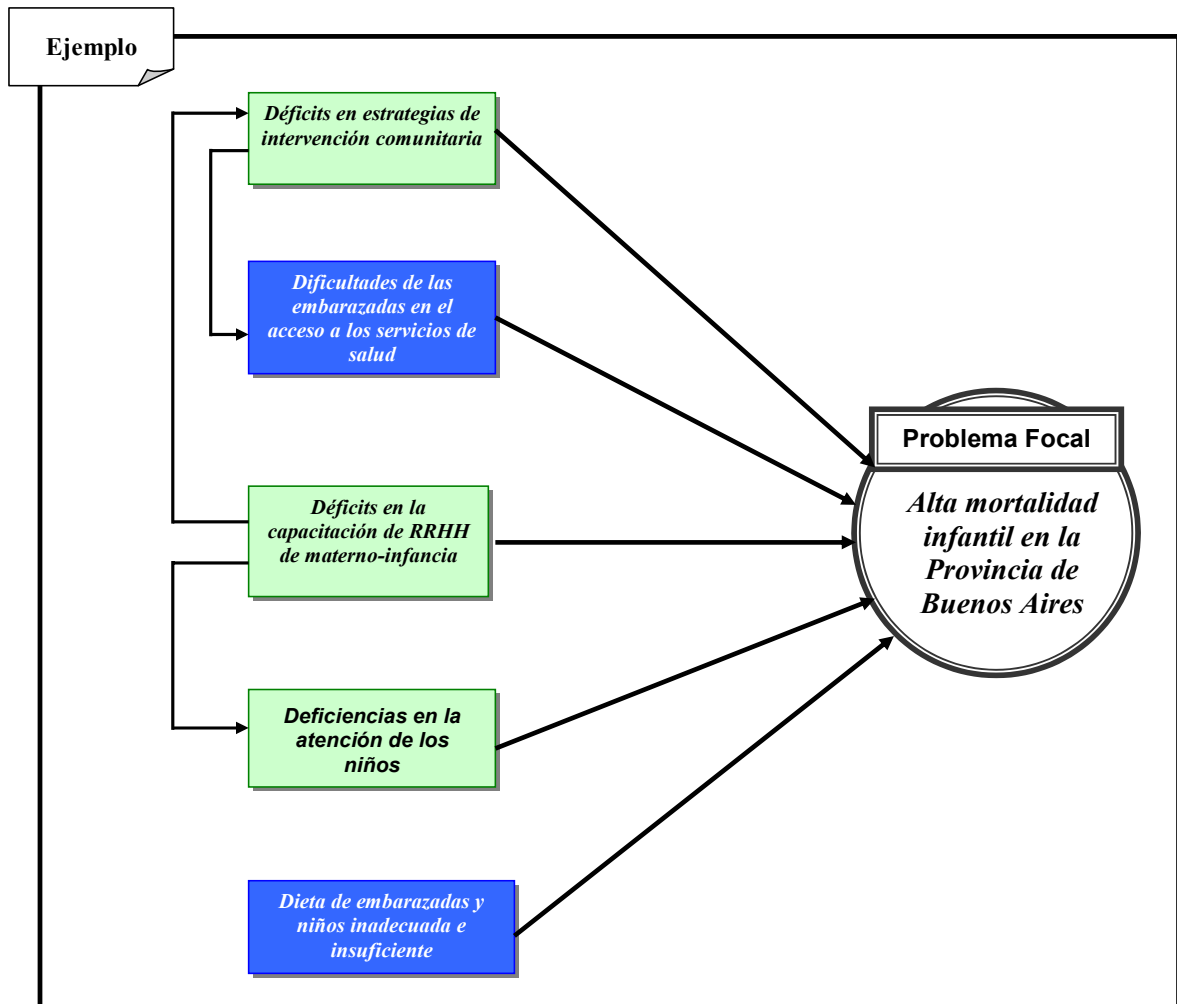 Ejemplo
Déficits en estrategias de
intervención comunitaria
Dificultades de las
embarazadas en el
acceso a los servicios de
salud
Problema Focal
Alta mortalidad
infantil en la
Provincia de
Buenos Aires
Déficits en la
capacitación de RRHH
de materno-infancia
Deficiencias en la
atención de los
niños
Dieta de embarazadas y
niños inadecuada e
insuficiente